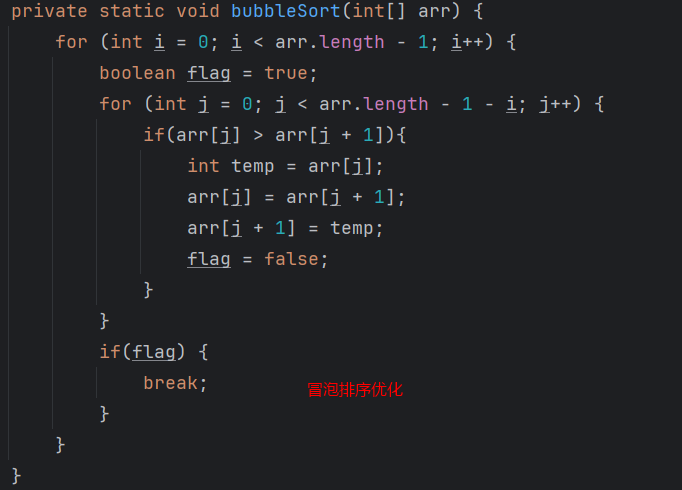 private static void bubbleSort(int[] arr) {
    for (int i = 0; i < arr.length - 1; i++) {
        boolean flag = true;
        for (int j = 0; j < arr.length - 1 - i; j++) {
            if(arr[j] > arr[j + 1]){
                int temp = arr[j];
                arr[j] = arr[j + 1];
                arr[j + 1] = temp;
                flag = false;
            }
        }
        if(flag) {
            break;
冒泡排序优化
        }
    }
}